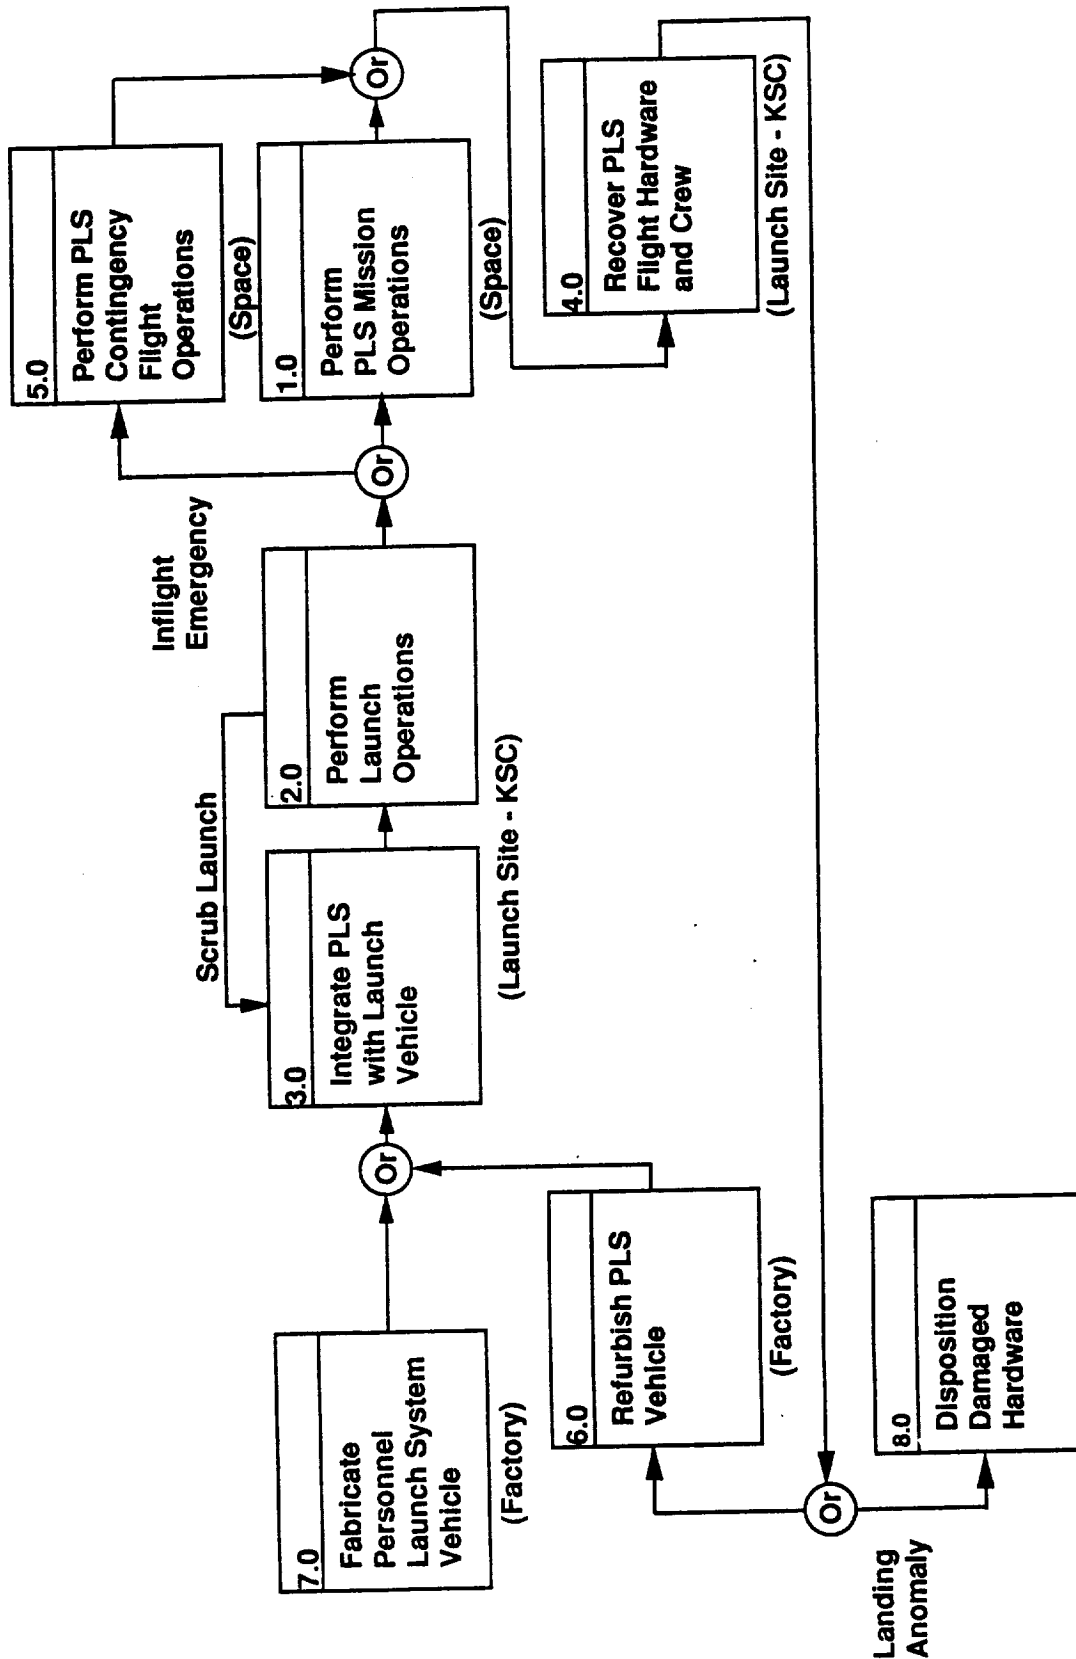 5.0
Perform PLS
Contingency
Flight
Operations
(Space)
1.0
Perform
PLS Mission
Operations
(Space)
Or
Or
Inflight
Emergency
4.0
Recover PLS
Flight Hardware
and Crew
(Launch Site - KSC)
Scrub Launch
2.0
Perform
Launch
Operations
3.0
Integrate PLS
with Launch
Vehicle
(Launch Site - KSC)
Or
7.0
Fabricate
Personnel
Launch System
Vehicle
(Factory)
6.0
Refurbish PLS
Vehicle
(Factory)
Or
Landing
Anomaly
8.0
Disposition
Damaged
Hardware